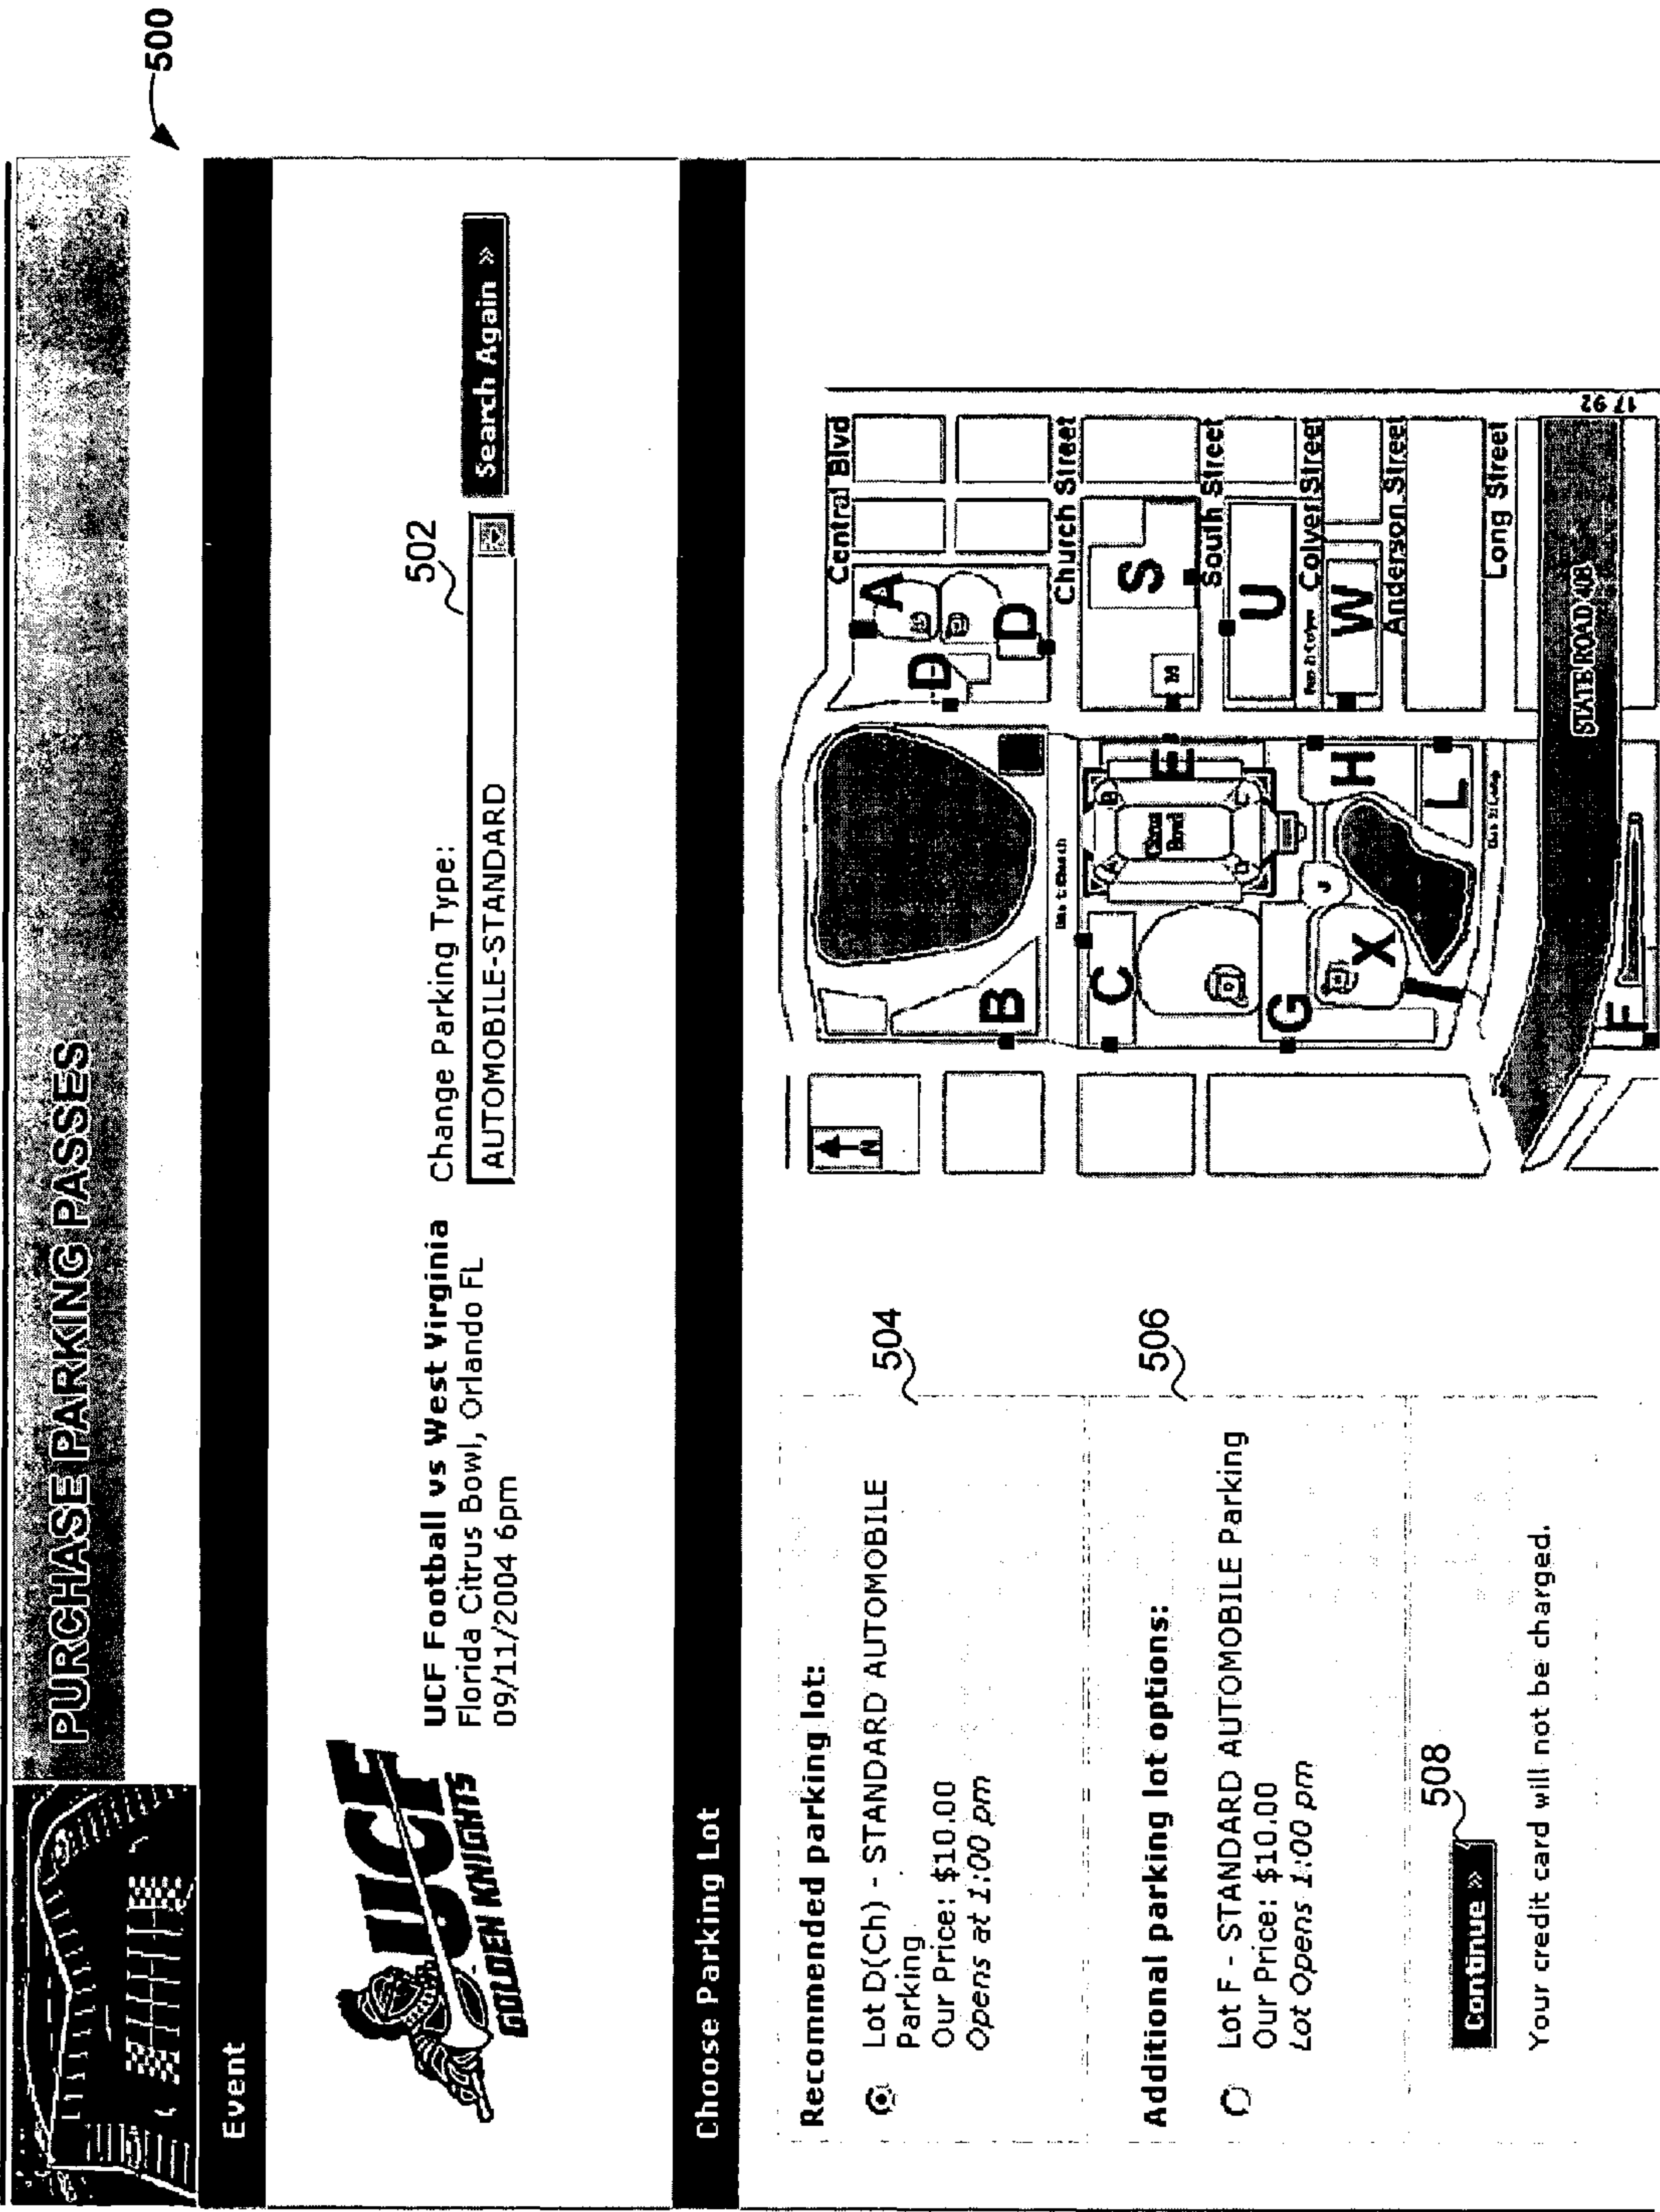 500
PURCHASE PARKING PASSES
Event
UCF
GOLDEN KNIGHTS
UCF Football vs West Virginia
Florida Citrus Bowl, Orlando FL
09/11/2004 6pm
Change Parking Type:
502
AUTOMOBILE-STANDARD
Search Again »
Choose Parking Lot
Recommended parking lot:
504
Lot D(Ch) - STANDARD AUTOMOBILE
Parking
Our Price: $10.00
Opens at 1:00 pm
506
Additional parking lot options:
Lot F - STANDARD AUTOMOBILE Parking
Our Price: $10.00
Lot Opens 1:00 pm
508
Continue »
Your credit card will not be charged.
N
Central Blvd
A
D
D
B
Church Street
C
Citrus
Bowl
A
B
C
D
E
M
S
South Street
U
G
Colyer Street
J
H
W
X
I
L
Anderson Street
Long Street
STATE ROAD 408
17 92
F